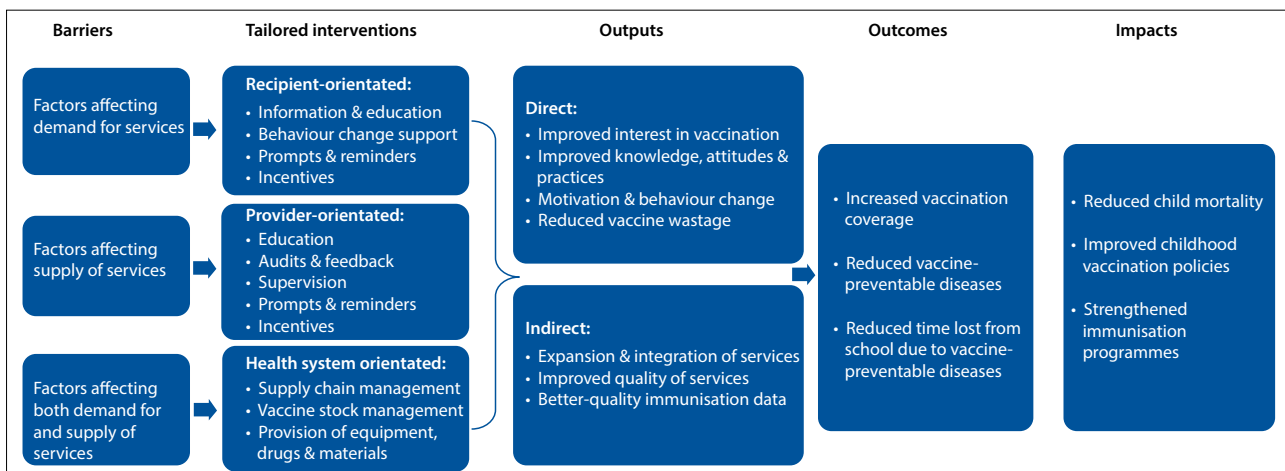 Barriers
Tailored interventions
Outputs
Outcomes
Impacts
Factors affecting
demand for services
Factors affecting
supply of services
Factors affecting
both demand for
and supply of
services
Recipient-orientated:
• Information & education
• Behaviour change support
• Prompts & reminders
• Incentives
Provider-orientated:
• Education
• Audits & feedback
• Supervision
• Prompts & reminders
• Incentives
Health system orientated:
• Supply chain management
• Vaccine stock management
• Provision of equipment,
drugs & materials
Direct:
• Improved interest in vaccination
• Improved knowledge, attitudes &
practices
• Motivation & behaviour change
• Reduced vaccine wastage
Indirect:
• Expansion & integration of services
• Improved quality of services
• Better-quality immunisation data
• Increased vaccination
coverage
• Reduced vaccine-
preventable diseases
• Reduced time lost from
school due to vaccine-
preventable diseases
• Reduced child mortality
• Improved childhood
vaccination policies
• Strengthened
immunisation
programmes